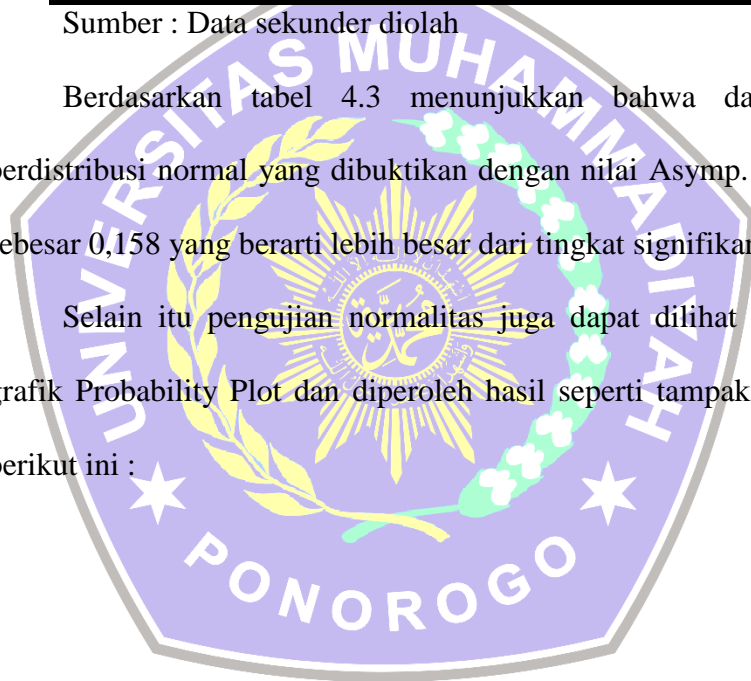 Sumber : Data sekunder diolah
Berdasarkan tabel 4.3 menunjukkan bahwa da
berdistribusi normal yang dibuktikan dengan nilai Asymp.
sebesar 0,158 yang berarti lebih besar dari tingkat signifikan
Selain itu pengujian normalitas juga dapat dilihat
grafik Probability Plot dan diperoleh hasil seperti tampak
berikut ini :
UNIVERSITAS MUHAMMADIYAH
PONOROGO